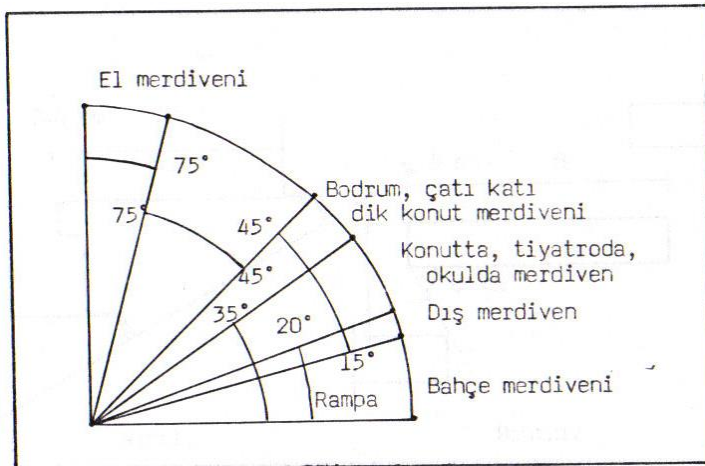 El merdiveni
75°
75°
Bodrum, çatı katı
dik konut merdiveni
45°
45°
Konutta, tiyatroda,
okulda merdiven
35°
20°
Dış merdiven
15°
Rampa
Bahçe merdiveni